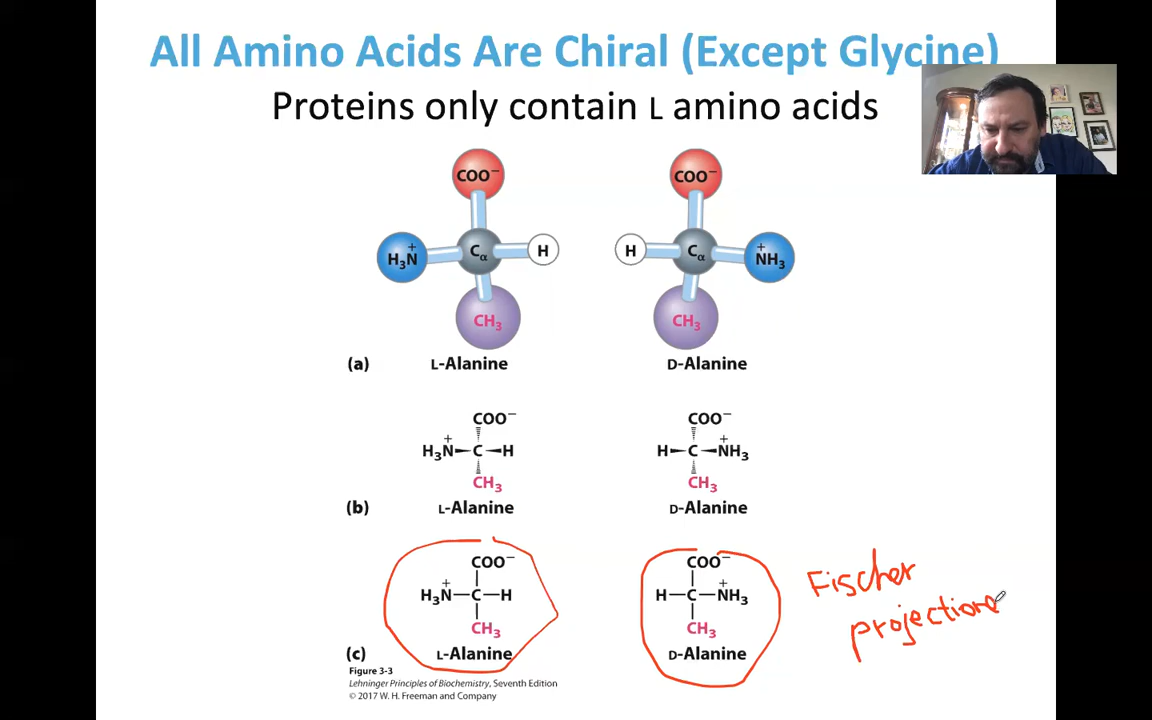 All Amino Acids Are Chiral (Except Glycine)
Proteins only contain L amino acids
COO⁻ COO⁻
H₃N⁺ Cα H H Cα ⁺NH₃
CH₃ CH₃
(a) L-Alanine D-Alanine
COO⁻ COO⁻
H₃N⁺ C H H C ⁺NH₃
CH₃ CH₃
(b) L-Alanine D-Alanine
COO⁻ COO⁻
H₃N⁺—C—H H—C—⁺NH₃
CH₃ CH₃
(c) L-Alanine D-Alanine
Fischer
projections
Figure 3-3
Lehninger Principles of Biochemistry, Seventh Edition
© 2017 W. H. Freeman and Company